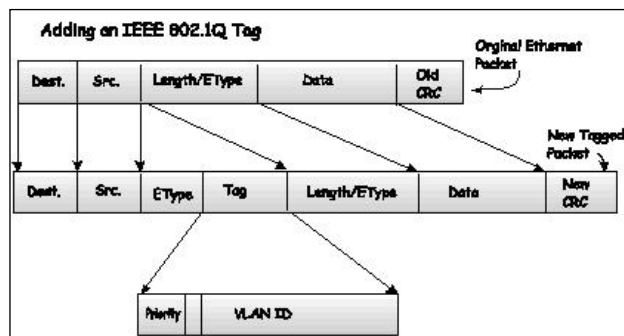 Adding an IEEE 802.1Q Tag
Orginal Ethernet
Packet
Dest. Src. Length/EType Data Old
CRC
New Tagged
Packet
Dest. Src. EType Tag Length/EType Data New
CRC
Priority VLAN ID